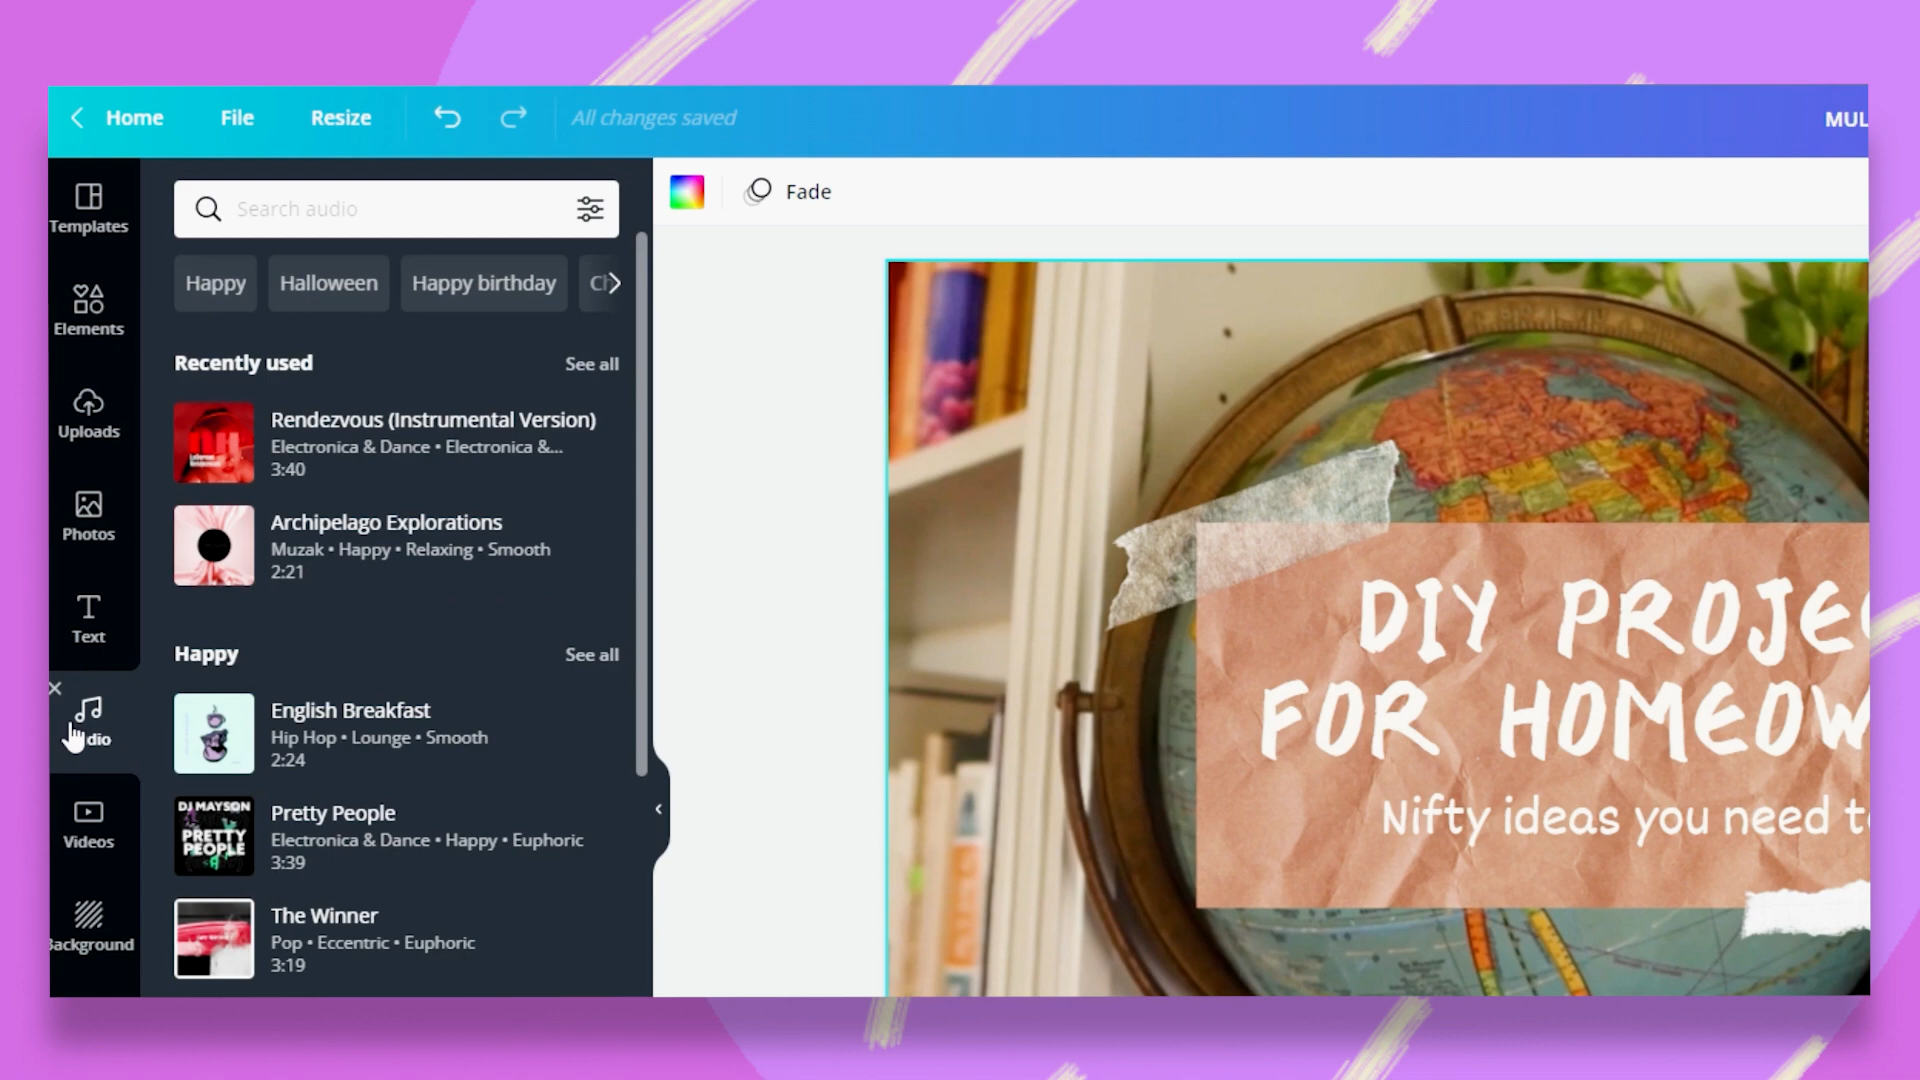 Home File Resize All changes saved MUL
Templates
Elements
Uploads
Photos
Text
dio
Videos
Background
Search audio
Happy Halloween Happy birthday Ch
Recently used See all
Rendezvous (Instrumental Version)
Electronica & Dance • Electronica &...
3:40
Archipelago Explorations
Muzak • Happy • Relaxing • Smooth
2:21
Happy See all
English Breakfast
Hip Hop • Lounge • Smooth
2:24
DJ MAYSON
PRETTY
PEOPLE
Pretty People
Electronica & Dance • Happy • Euphoric
3:39
The Winner
Pop • Eccentric • Euphoric
3:19
Fade
DIY PROJEC
FOR HOMEOW
Nifty ideas you need to